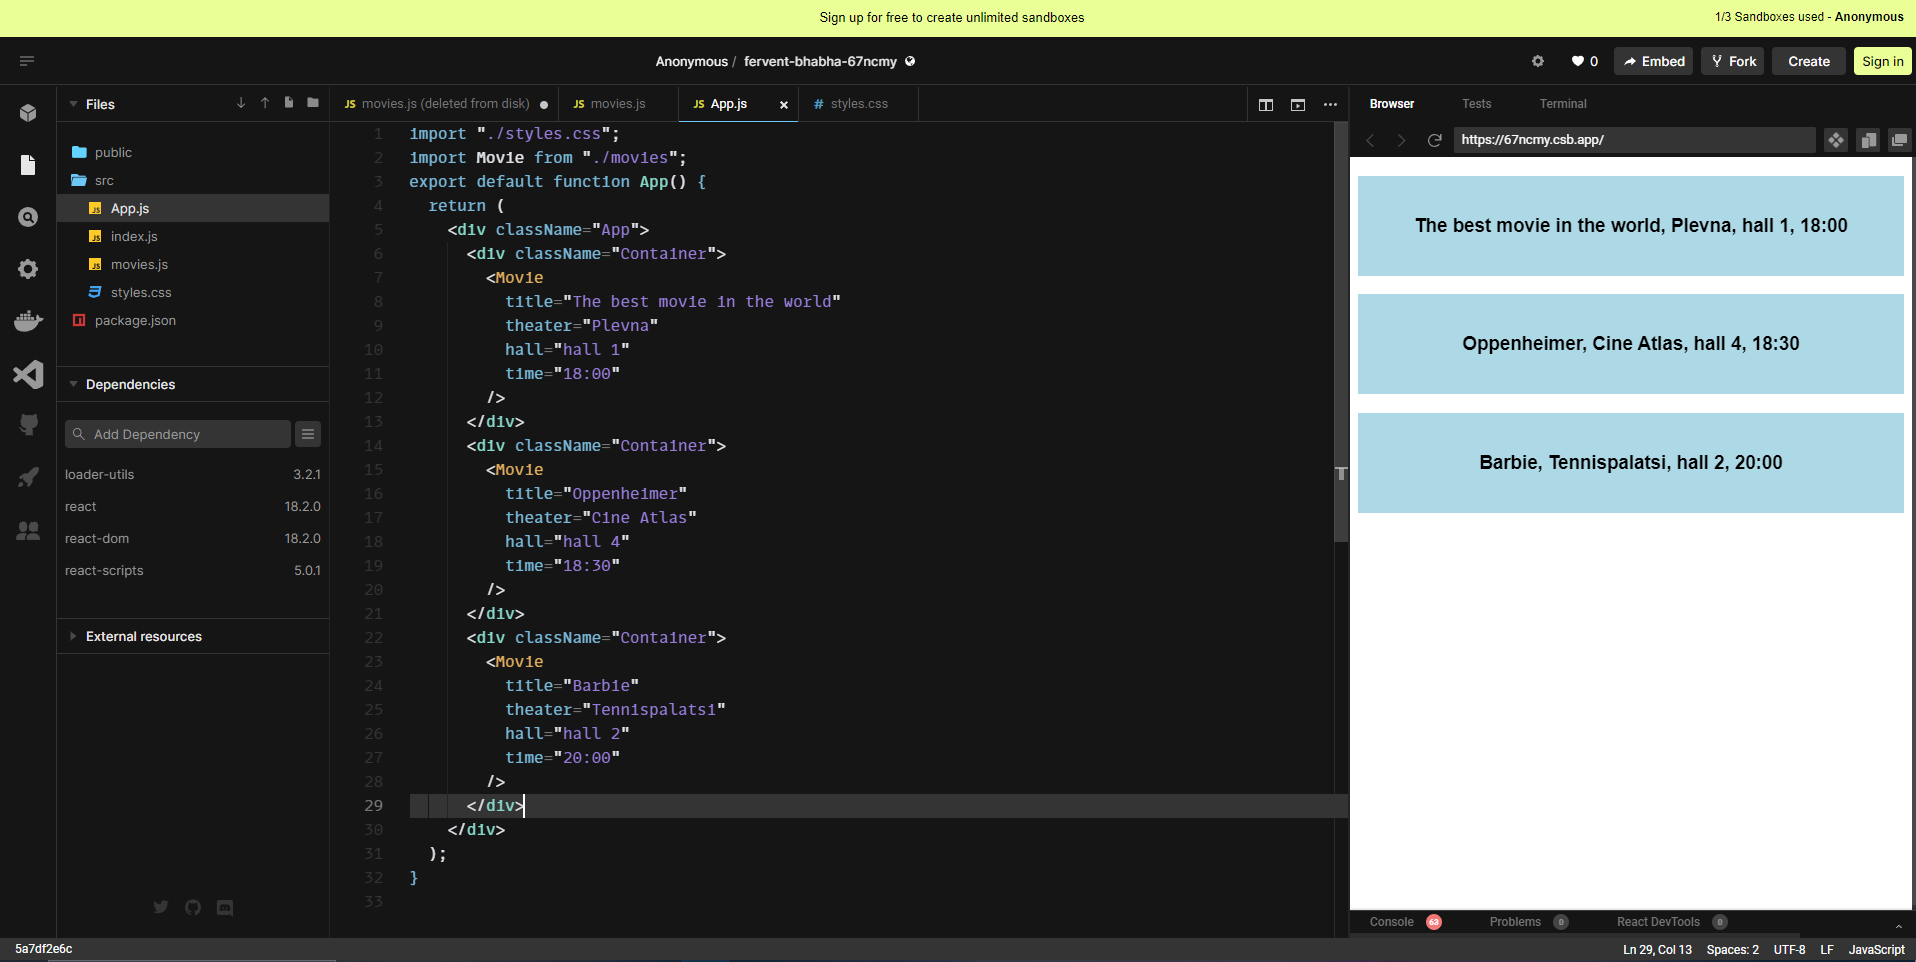 Sign up for free to create unlimited sandboxes
1/3 Sandboxes used - Anonymous
Anonymous / fervent-bhabha-67ncmy
0
Embed
Fork
Create
Sign in
Files
public
src
App.js
index.js
movies.js
styles.css
package.json
Dependencies
Add Dependency
loader-utils 3.2.1
react 18.2.0
react-dom 18.2.0
react-scripts 5.0.1
External resources
JS movies.js (deleted from disk)
JS movies.js
JS App.js
# styles.css
1 import "./styles.css";
2 import Movie from "./movies";
3 export default function App() {
4 return (
5 <div className="App">
6 <div className="Container">
7 <Movie
8 title="The best movie in the world"
9 theater="Plevna"
10 hall="hall 1"
11 time="18:00"
12 />
13 </div>
14 <div className="Container">
15 <Movie
16 title="Oppenheimer"
17 theater="Cine Atlas"
18 hall="hall 4"
19 time="18:30"
20 />
21 </div>
22 <div className="Container">
23 <Movie
24 title="Barbie"
25 theater="Tennispalatsi"
26 hall="hall 2"
27 time="20:00"
28 />
29 </div>
30 </div>
31 );
32 }
33
Browser
Tests
Terminal
https://67ncmy.csb.app/
The best movie in the world, Plevna, hall 1, 18:00
Oppenheimer, Cine Atlas, hall 4, 18:30
Barbie, Tennispalatsi, hall 2, 20:00
Console 63
Problems 0
React DevTools 0
5a7df2e6c
Ln 29, Col 13
Spaces: 2
UTF-8
LF
JavaScript